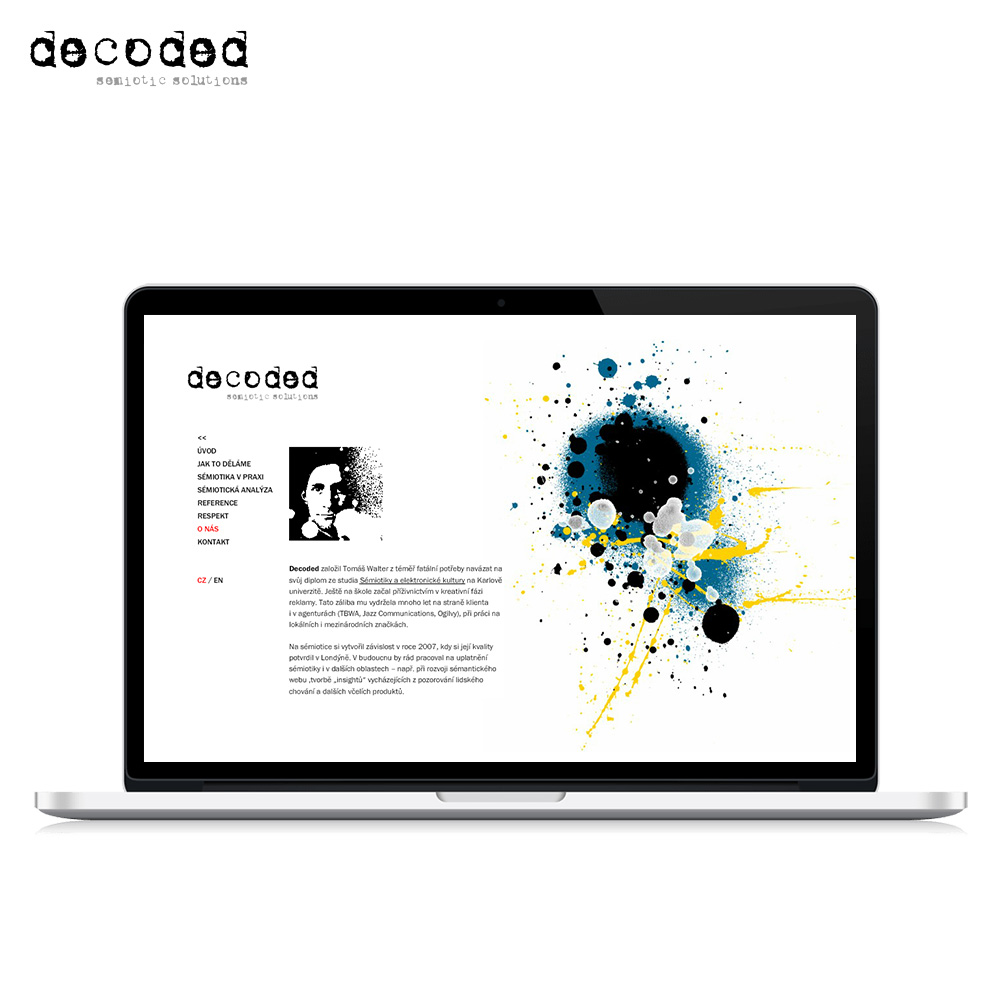 decoded
semiotic solutions
decoded
semiotic solutions
<<
ÚVOD
JAK TO DĚLÁME
SÉMIOTIKA V PRAXI
SÉMIOTICKÁ ANALÝZA
REFERENCE
RESPEKT
O NÁS
KONTAKT
CZ / EN
Decoded založil Tomáš Walter z téměř fatální potřeby navázat na
svůj diplom ze studia Sémiotiky a elektronické kultury na Karlově
univerzitě. Ještě na škole začal příživnictvím v kreativní fázi
reklamy. Tato záliba mu vydržela mnoho let na straně klienta
i v agenturách (TBWA, Jazz Communications, Ogilvy), při práci na
lokálních i mezinárodních značkách.
Na sémiotice si vytvořil závislost v roce 2007, kdy si její kvality
potvrdil v Londýně. V budoucnu by rád pracoval na uplatnění
sémiotiky i v dalších oblastech – např. při rozvoji sémantického
webu ,tvorbě „insightů“ vycházejících z pozorování lidského
chování a dalších včelích produktů.